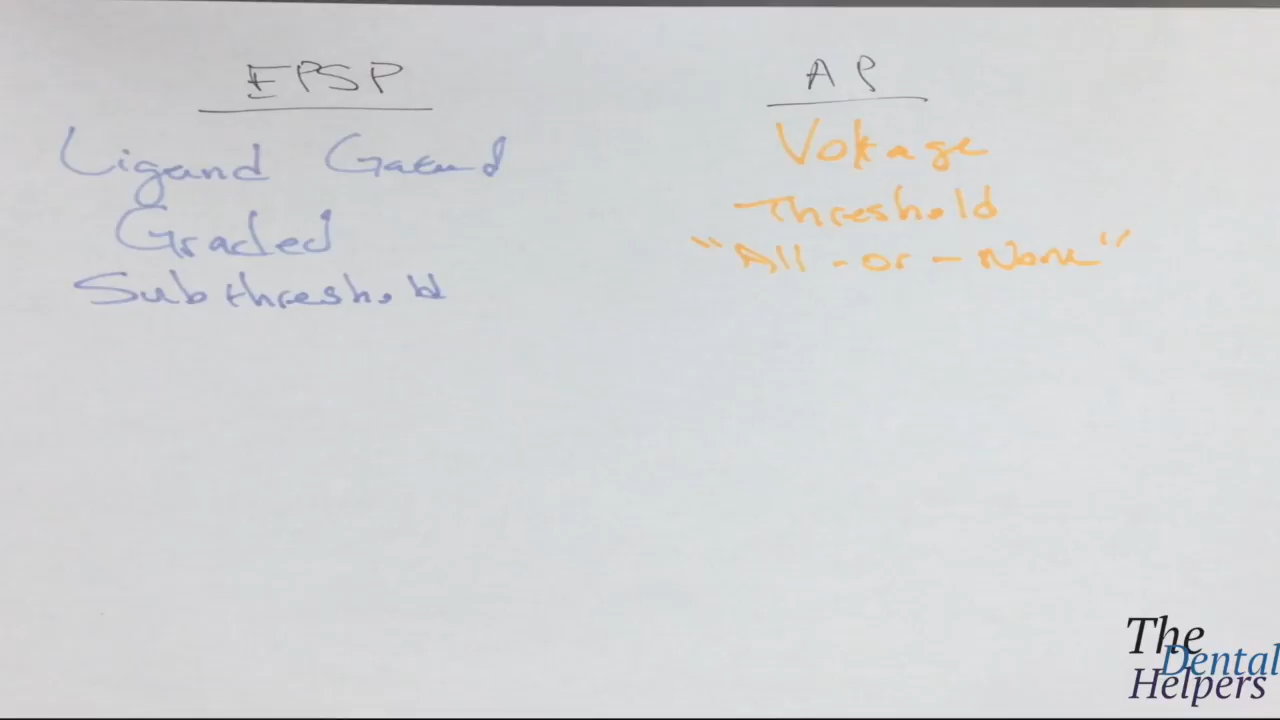 EPSP
Ligand Gated
Graded
Subthreshold
AP
Voltage
Threshold
"All-or-None"
The
Dental
Helpers